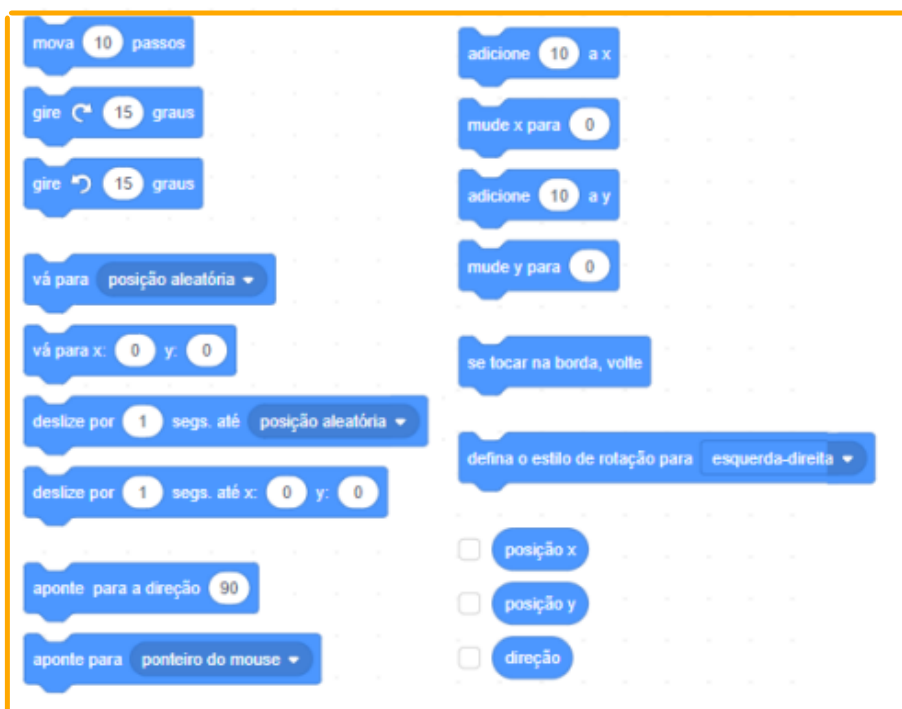 mova 10 passos
gire 15 graus
gire 15 graus
vá para posição aleatória
vá para x: 0 y: 0
deslize por 1 segs. até posição aleatória
deslize por 1 segs. até x: 0 y: 0
aponte para a direção 90
aponte para ponteiro do mouse
adicione 10 a x
mude x para 0
adicione 10 a y
mude y para 0
se tocar na borda, volte
defina o estilo de rotação para esquerda-direita
posição x
posição y
direção